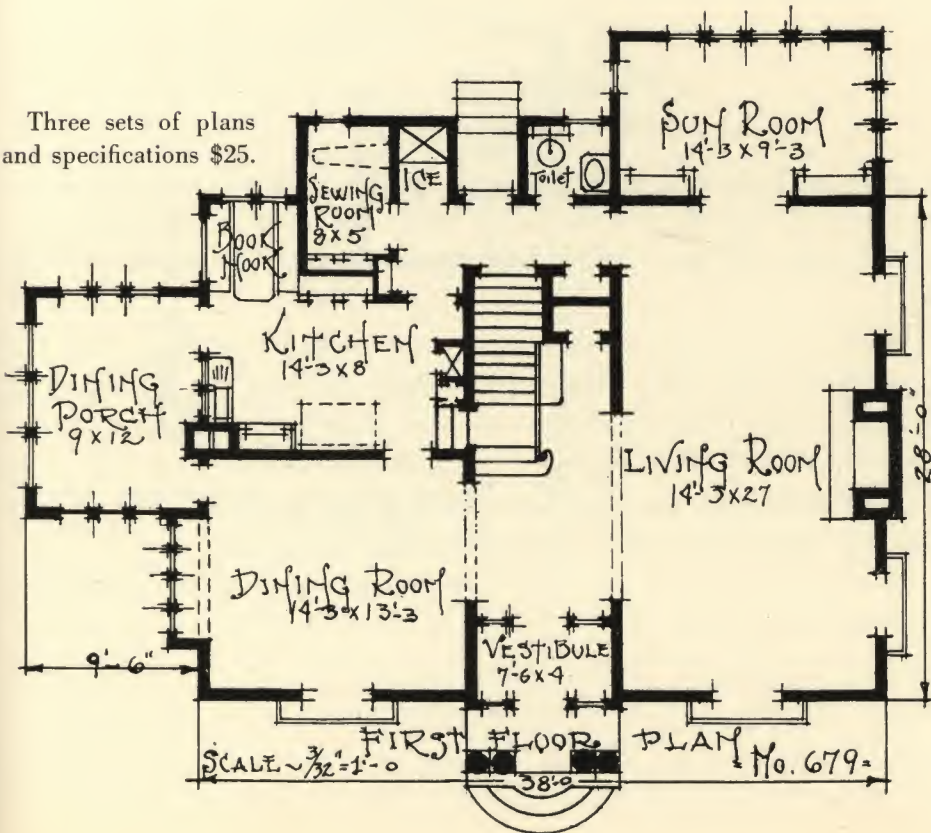 Three sets of plans
and specifications $25.
SUN ROOM
14'-3 X 9'-3
ICE
Toilet
SEWING
ROOM
8 X 5
BOOK
NOOK
KITCHEN
14'-3 X 8'
DINING
PORCH
9 X 12
LIVING ROOM
14'-3 X 27
28'-0"
DINING ROOM
14'-3 X 13'-3
VESTIBULE
7'-6 X 4
9'-6"
FIRST FLOOR PLAN
SCALE ~ 3/32" = 1'-0
38'-0
= No. 679 =